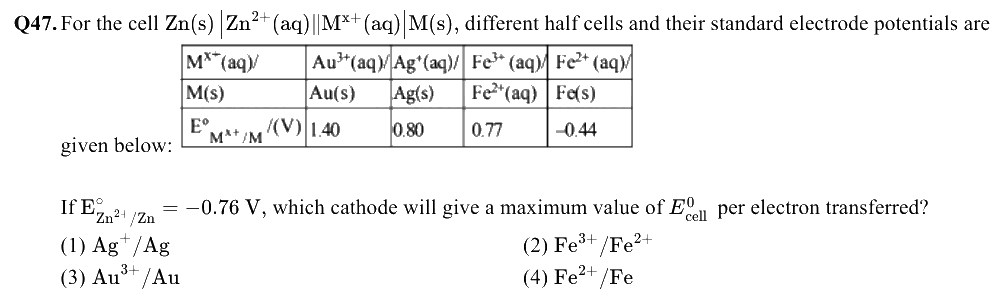 Q47. For the cell Zn(s) |Zn²⁺(aq)||Mˣ⁺(aq)|M(s), different half cells and their standard electrode potentials are
Mˣ⁺(aq)/ Au³⁺(aq)/ Ag⁺(aq)/ Fe³⁺(aq)/ Fe²⁺(aq)/
M(s) Au(s) Ag(s) Fe²⁺(aq) Fe(s)
E°Mˣ⁺/M /(V) 1.40 0.80 0.77 –0.44
given below:
If E°Zn²⁺/Zn = −0.76 V, which cathode will give a maximum value of E⁰cell per electron transferred?
(1) Ag⁺/Ag (2) Fe³⁺/Fe²⁺
(3) Au³⁺/Au (4) Fe²⁺/Fe